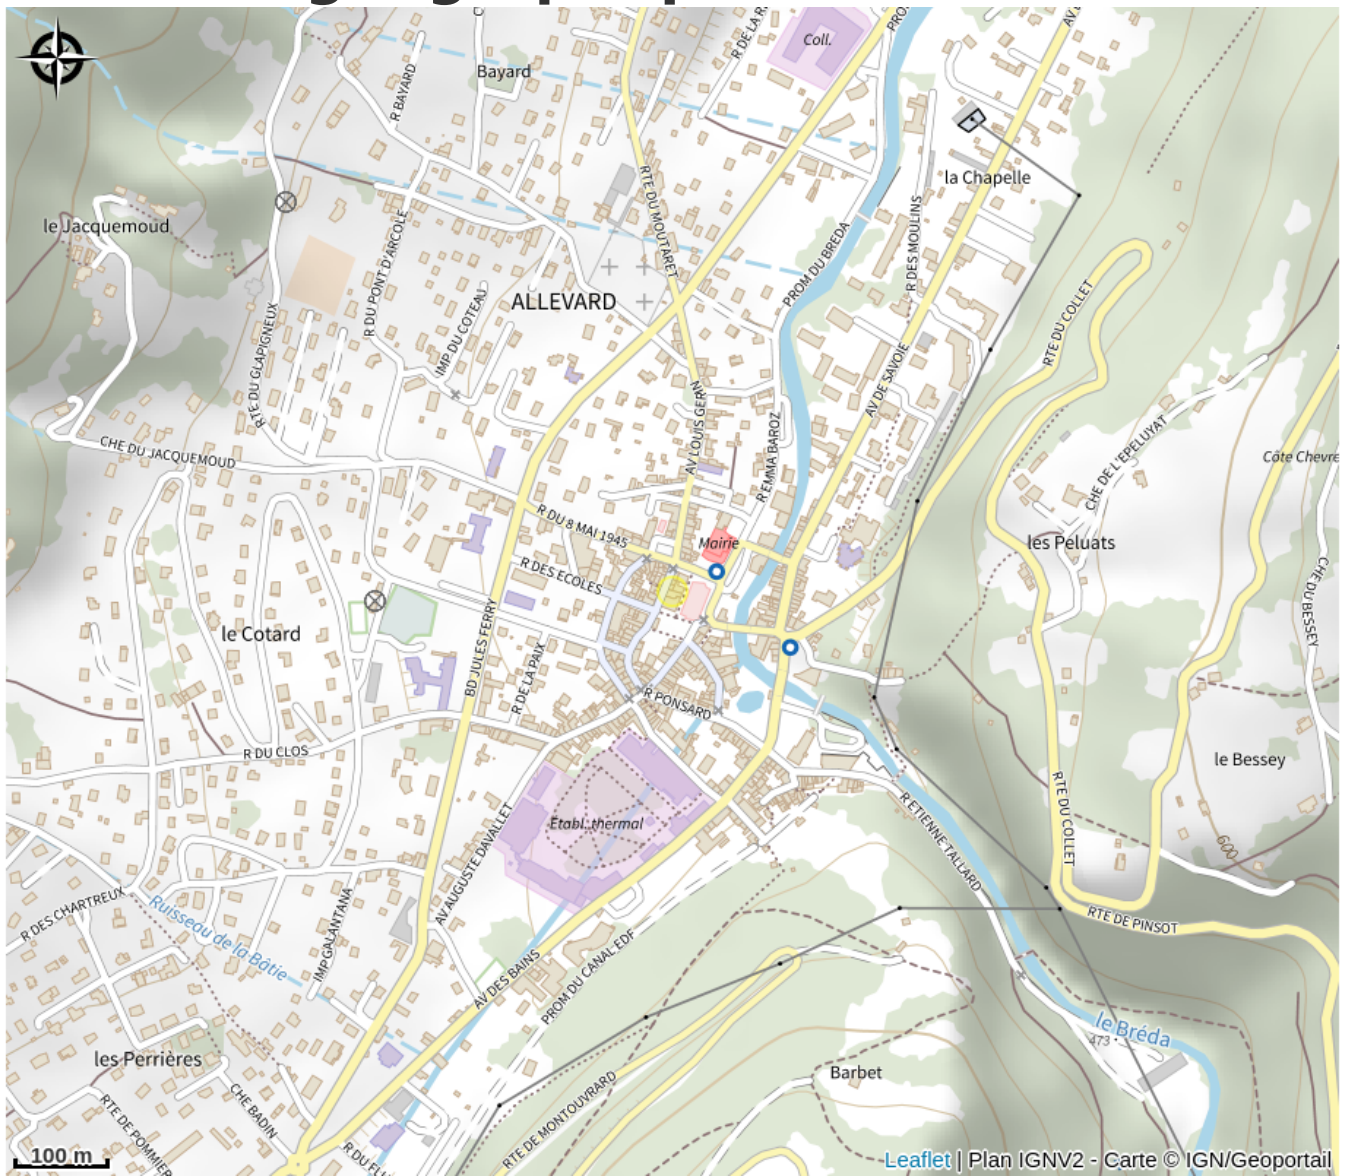 Coll.
PRO
AV D
R DE LA R
Bayard
R BAYARD
la Chapelle
RTE DU MOUTARET
R DES MOULINS
le Jacquemoud
R DU PONT D'ARCOLE
PROM DU BREDA
ALLEVARD
IMP DU COTEAU
RTE DU COLLET
RTE DU GLAPIGNEUX
AV DE SAVOIE
AV LOUIS GERIN
R EMMA BAROZ
CHE DE L'EPELUYAT
CHE DU JACQUEMOUD
Côte Chevre
R DU 8 MAI 1945
Mairie
les Peluats
R DES ECOLES
CHE DU BESSEY
le Cotard
BD JULES FERRY
R DE LA PAIX
R PONSARD
R DU CLOS
le Bessey
RTE DU COLLET
Etabl. thermal
R ETIENNE TALLARD
600
AV AUGUSTE DAVALLET
R DES CHARTREUX
Ruisseau de la Bâtie
IMP GALANTANA
RTE DE PINSOT
AV DES BAINS
PROM DU CANAL EDF
le Bréda
473
les Perrières
Barbet
CHE BADIN
RTE DE MONTOUVRARD
RTE DE POMMIER
R DU FLU
100 m
Leaflet | Plan IGNV2 - Carte © IGN/Geoportail